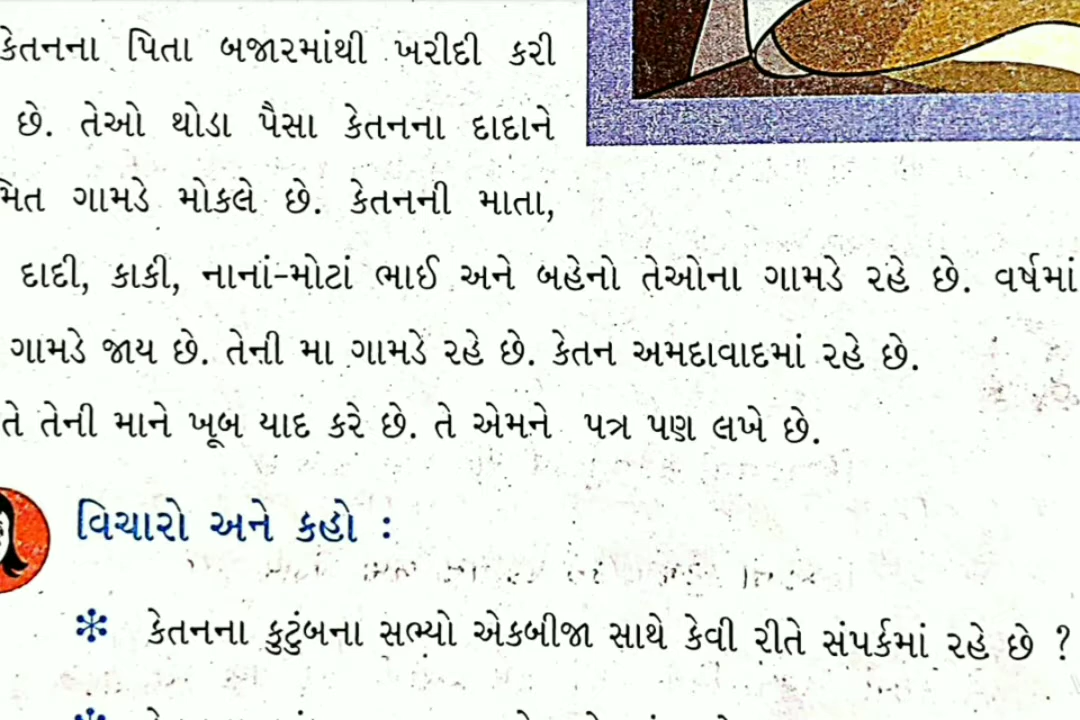 કેતનના પિતા બજારમાંથી ખરીદી કરી
છે. તેઓ થોડા પૈસા કેતનના દાદાને
ગામડે મોકલે છે. કેતનની માતા,
દાદી, કાકી, નાનાં-મોટાં ભાઈ અને બહેનો તેઓના ગામડે રહે છે. વર્ષમાં
ગામડે જાય છે. તેની મા ગામડે રહે છે. કેતન અમદાવાદમાં રહે છે.
તે તેની માને ખૂબ યાદ કરે છે. તે એમને પત્ર પણ લખે છે.
વિચારો અને કહો :
* કેતનના કુટુંબના સભ્યો એકબીજા સાથે કેવી રીતે સંપર્કમાં રહે છે ?